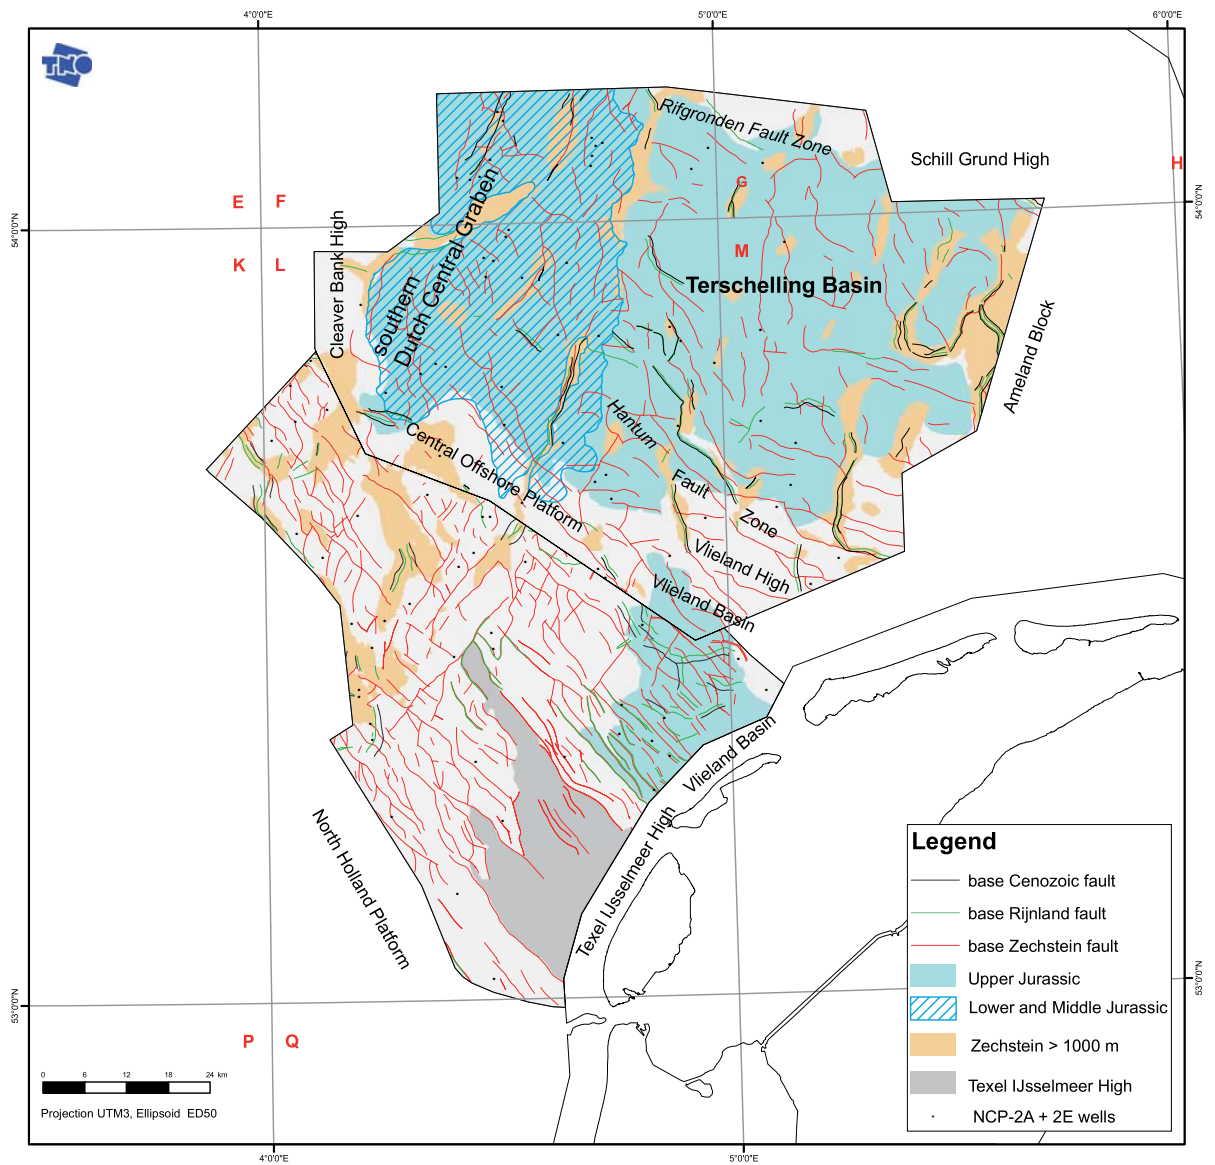 4°0'0"E
5°0'0"E
6°0'0"E
TNO
Rifgronden Fault Zone
Schill Grund High
H
E F
G
54°0'0"N
54°0'0"N
K L
M
Cleaver Bank High
southern
Dutch Central Graben
Terschelling Basin
Ameland Block
Hantum
Fault
Zone
Central Offshore Platform
Vlieland High
Vlieland Basin
Vlieland Basin
Texel IJsselmeer High
North Holland Platform
53°0'0"N
53°0'0"N
P Q
Legend
base Cenozoic fault
base Rijnland fault
base Zechstein fault
Upper Jurassic
Lower and Middle Jurassic
Zechstein > 1000 m
Texel IJsselmeer High
NCP-2A + 2E wells
0 6 12 18 24 km
Projection UTM3, Ellipsoid ED50
4°0'0"E
5°0'0"E